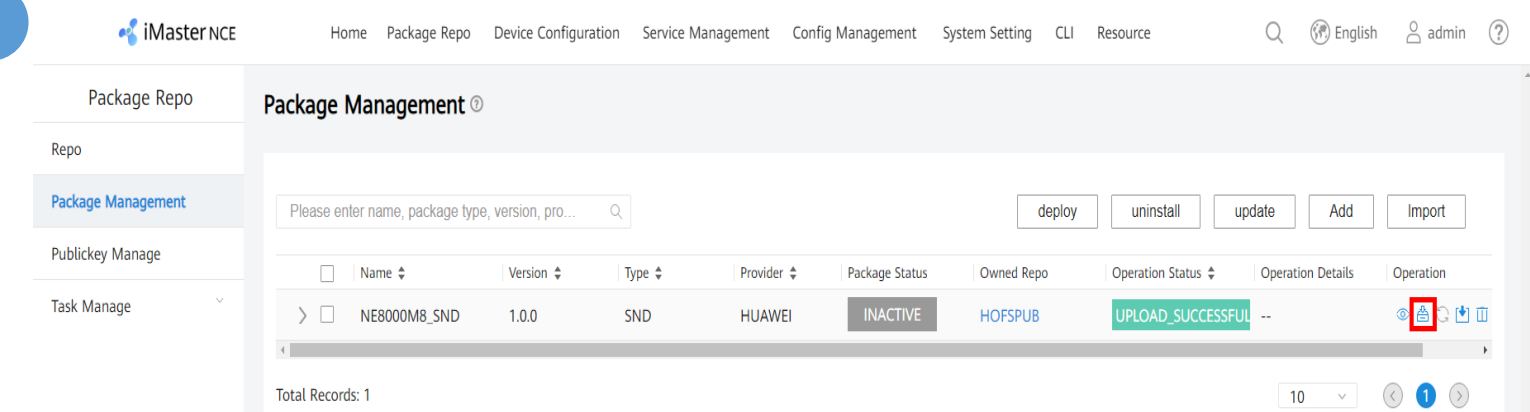 iMaster NCE
Home Package Repo Device Configuration Service Management Config Management System Setting CLI Resource English admin
Package Repo
Repo
Package Management
Publickey Manage
Task Manage
Package Management
Please enter name, package type, version, pro...
deploy uninstall update Add Import
Name Version Type Provider Package Status Owned Repo Operation Status Operation Details Operation
NE8000M8_SND 1.0.0 SND HUAWEI INACTIVE HOFSPUB UPLOAD_SUCCESSFUL --
Total Records: 1
10 1